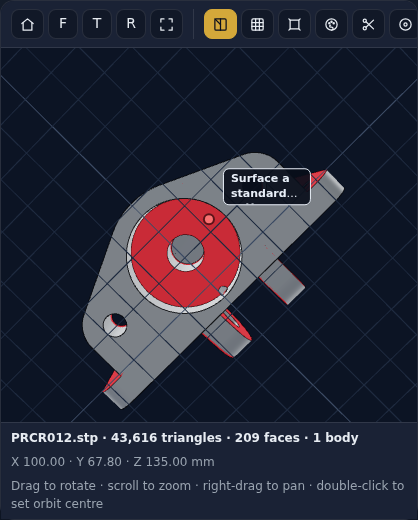 F T R
Surface a
standard...
PRCR012.stp · 43,616 triangles · 209 faces · 1 body
X 100.00 · Y 67.80 · Z 135.00 mm
Drag to rotate · scroll to zoom · right-drag to pan · double-click to
set orbit centre